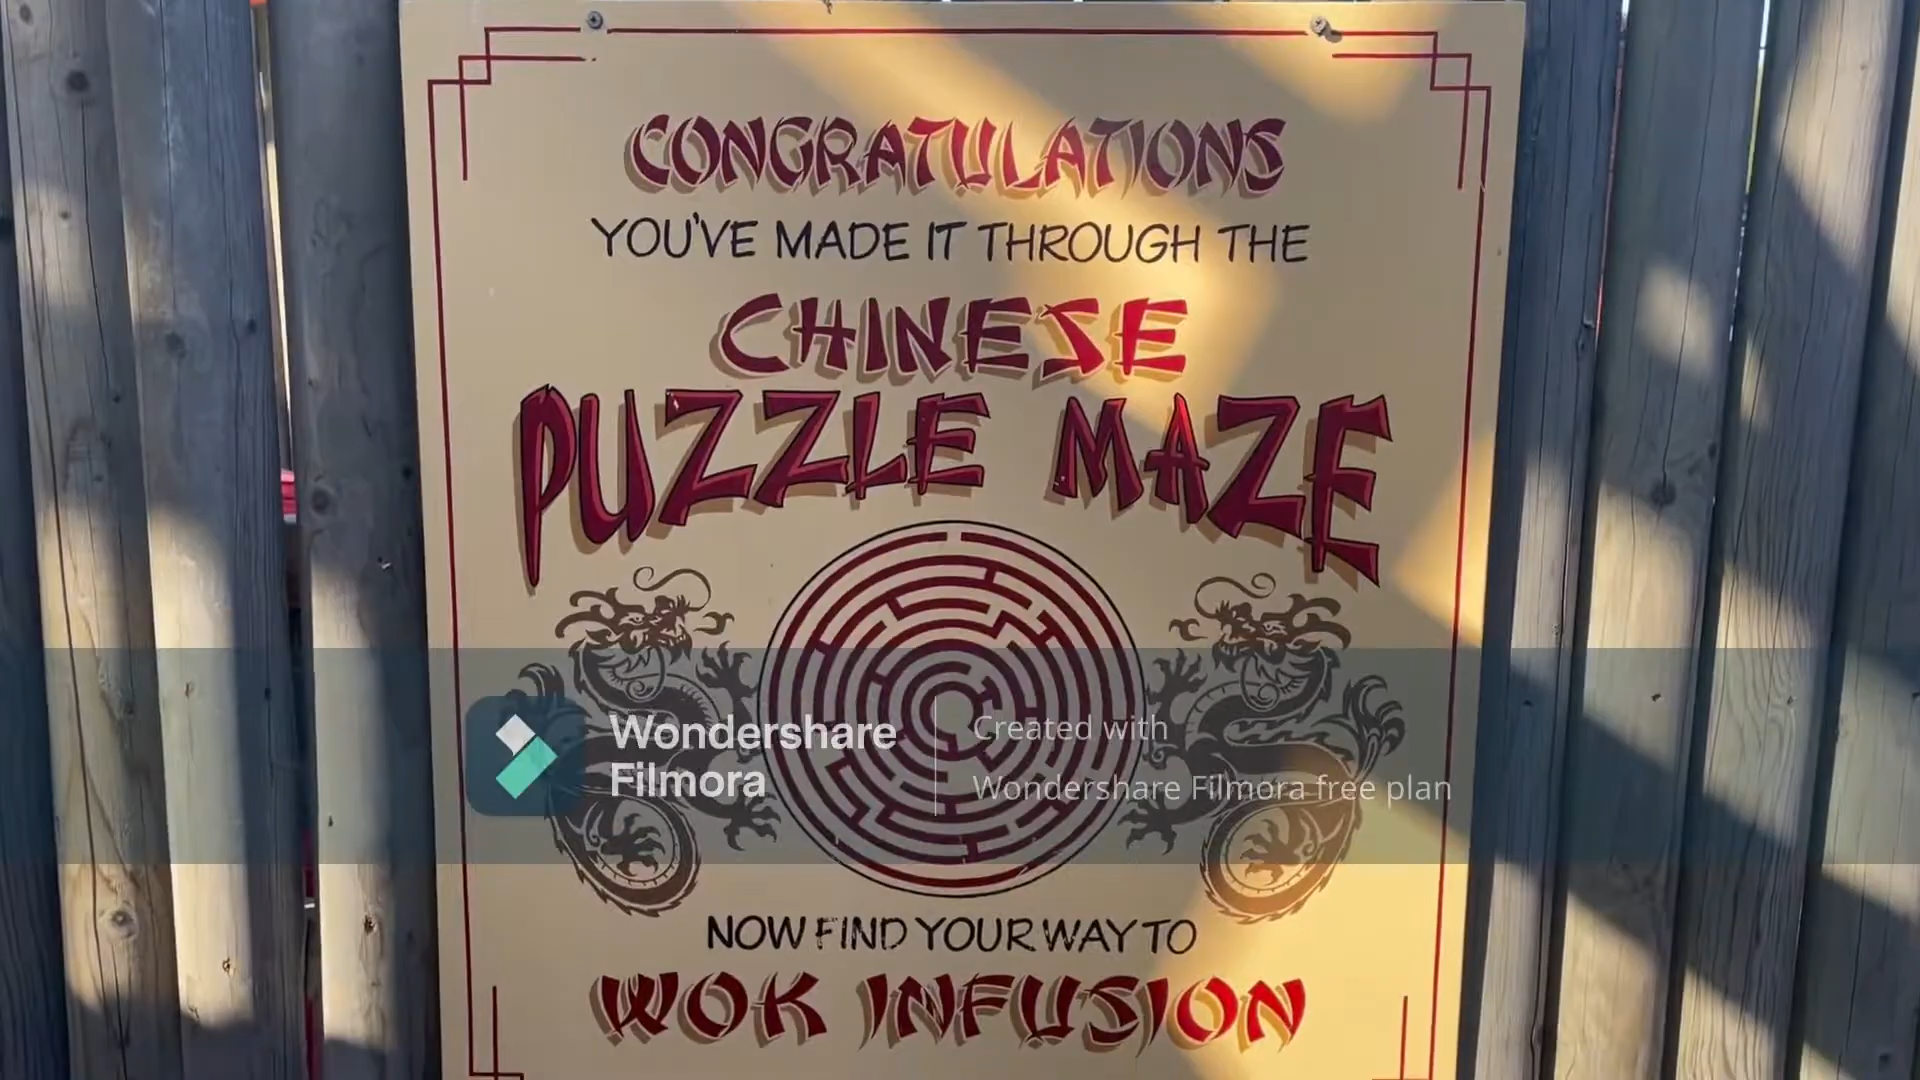 CONGRATULATIONS
YOU'VE MADE IT THROUGH THE
CHINESE
PUZZLE MAZE
Wondershare
Filmora
Created with
Wondershare Filmora free plan
NOW FIND YOUR WAY TO
WOK INFUSION